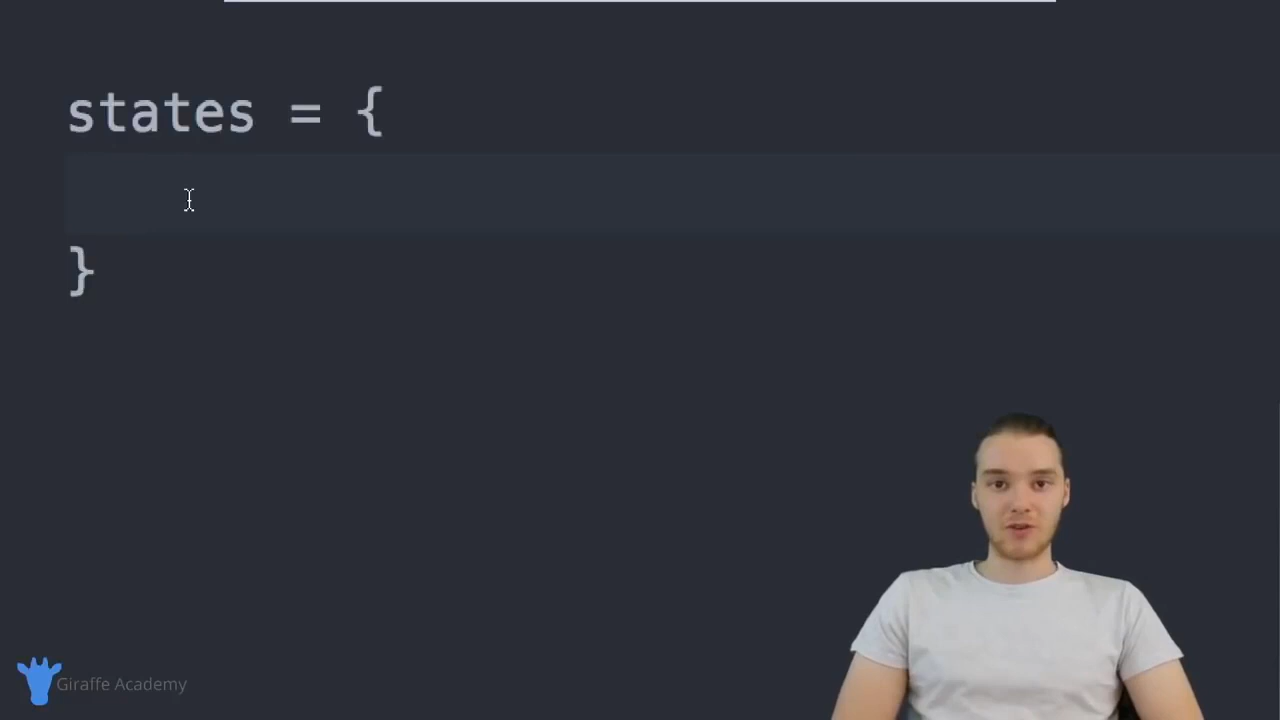 states = {
}
Giraffe Academy